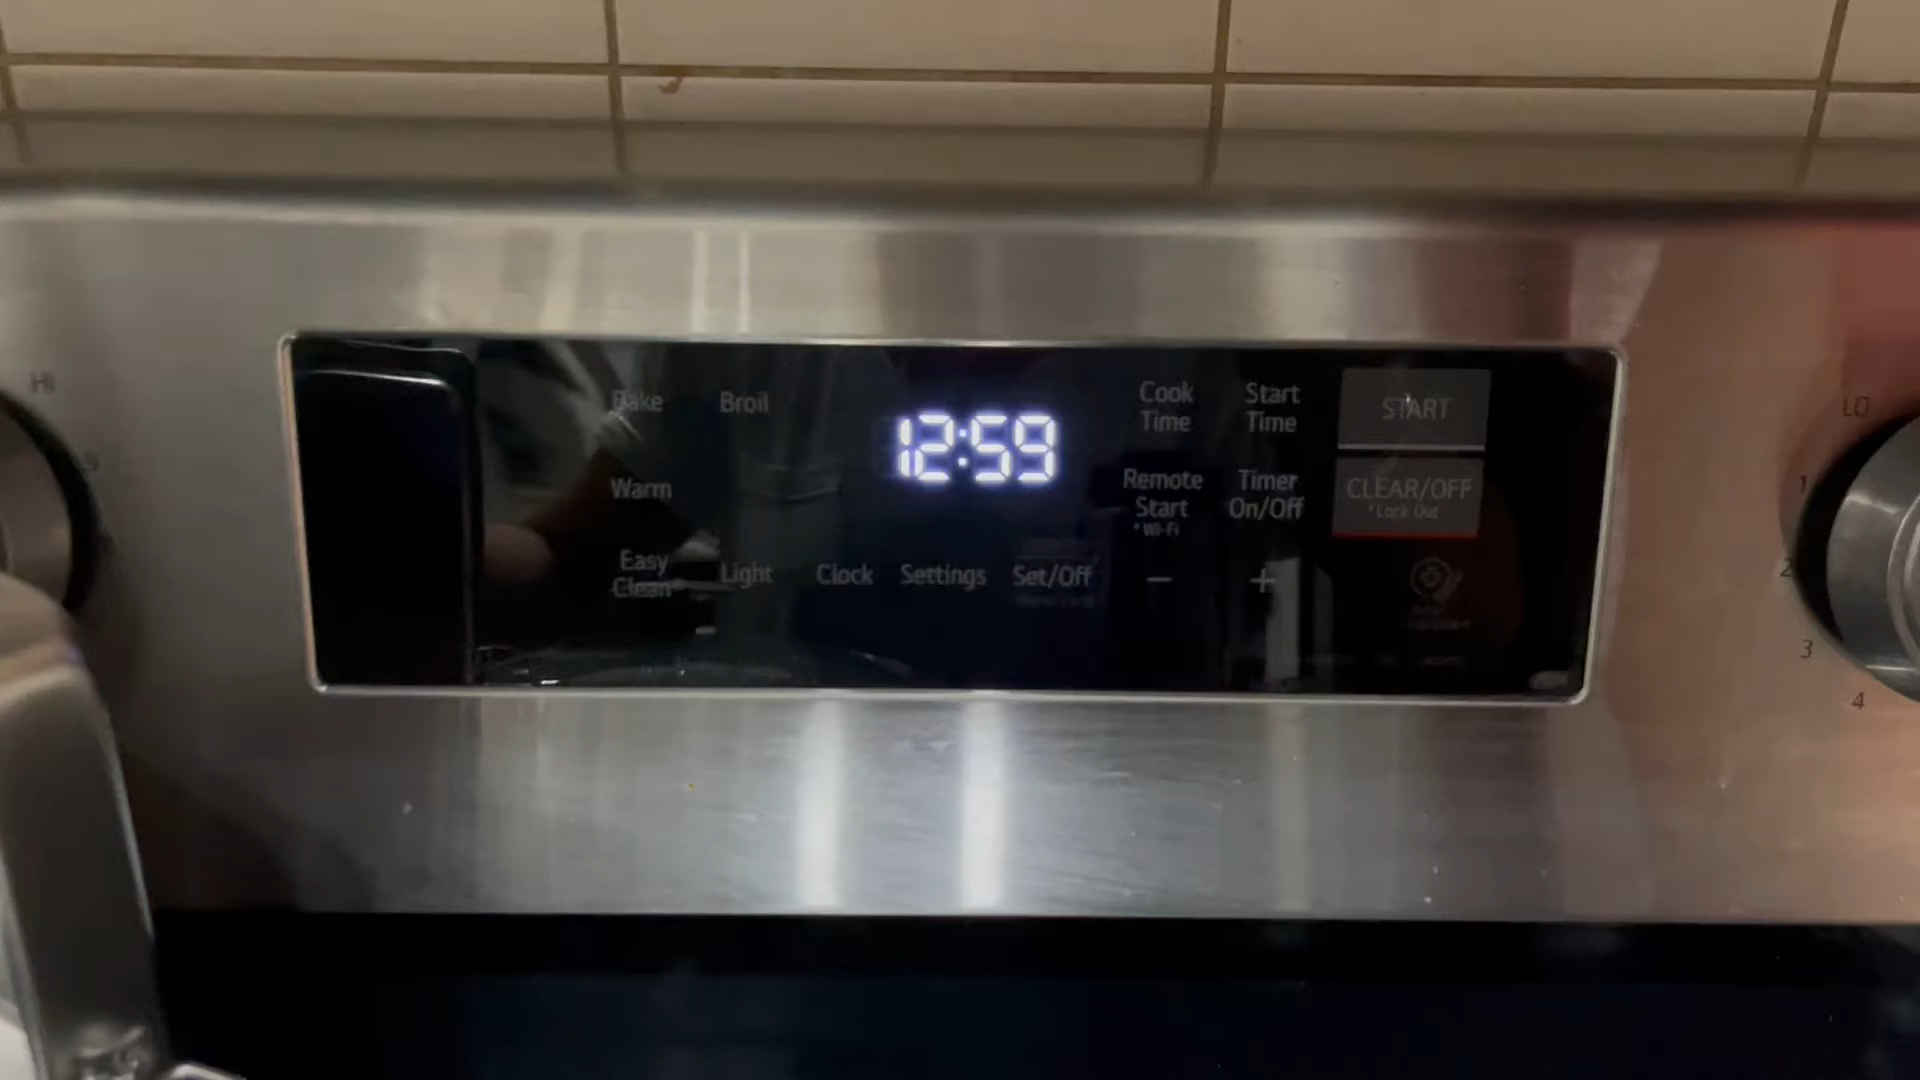 HI
9
Bake
Broil
12:59
Cook
Time
Start
Time
START
Warm
Remote
Start
*Wi-Fi
Timer
On/Off
CLEAR/OFF
*Lock Out
Easy
Clean*
Light
Clock
Settings
Set/Off
−
+
LO
1
2
3
4